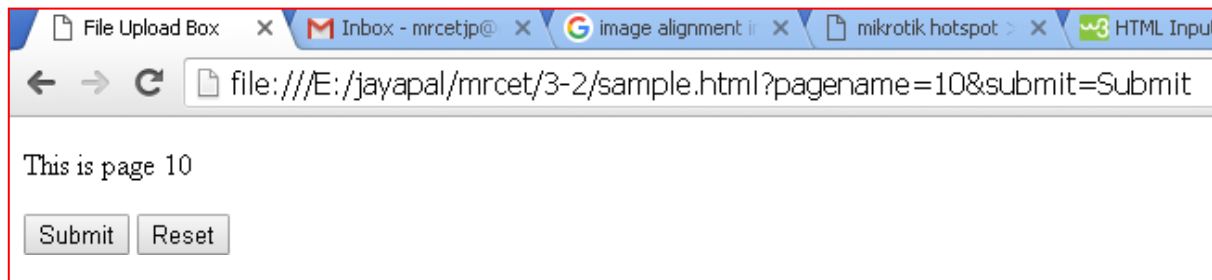 File Upload Box Inbox - mrcetjp@ image alignment in mikrotik hotspot > HTML Input
file:///E:/jayapal/mrcet/3-2/sample.html?pagename=10&submit=Submit
This is page 10
Submit Reset